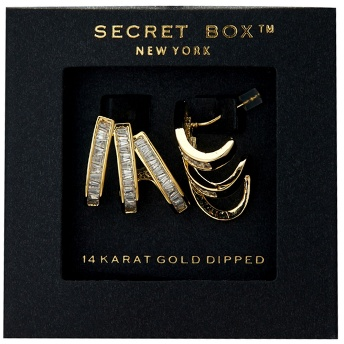 SECRET BOX™
NEW YORK
14 KARAT GOLD DIPPED